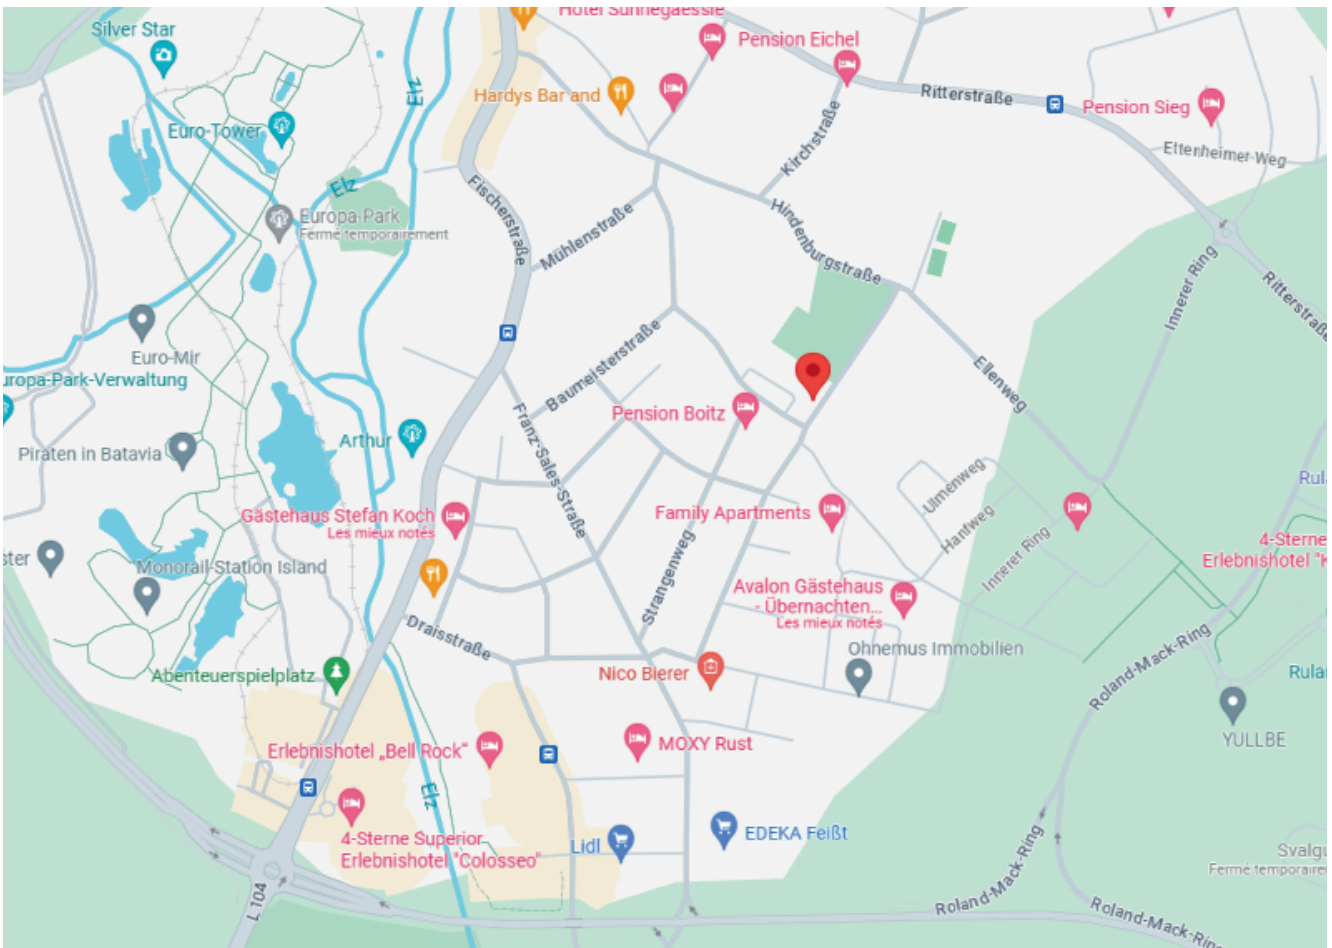 Hotel Sunnegaessle
Silver Star
Pension Eichel
Elz
Hardys Bar and
Ritterstraße
Pension Sieg
Euro-Tower
Kirchstraße
Ettenheimer-Weg
Elz
Fischerstraße
Europa-Park
Fermé temporairement
Mühlenstraße
Hindenburgstraße
Innerer Ring
Ritterstraße
Euro-Mir
uropa-Park-Verwaltung
Baumeisterstraße
Ellenweg
Pension Boitz
Franz-Sales-Straße
Arthur
Piraten in Batavia
Ulmenweg
Rul
Gästehaus Stefan Koch
Les mieux notés
Family Apartments
Hanfweg
4-Sterne
Erlebnishotel "K
ster
Monorail-Station Island
Strangenweg
Innerer Ring
Avalon Gästehaus
- Übernachten...
Les mieux notés
Draisstraße
Ohnemus Immobilien
Roland-Mack-Ring
Abenteuerspielplatz
Nico Bierer
Rula
Erlebnishotel „Bell Rock“
MOXY Rust
YULLBE
Elz
4-Sterne Superior
Erlebnishotel "Colosseo"
Lidl
EDEKA Feißt
Svalgu
Fermé temporaire
Roland-Mack-Ring
L 104
Roland-Mack-Ring